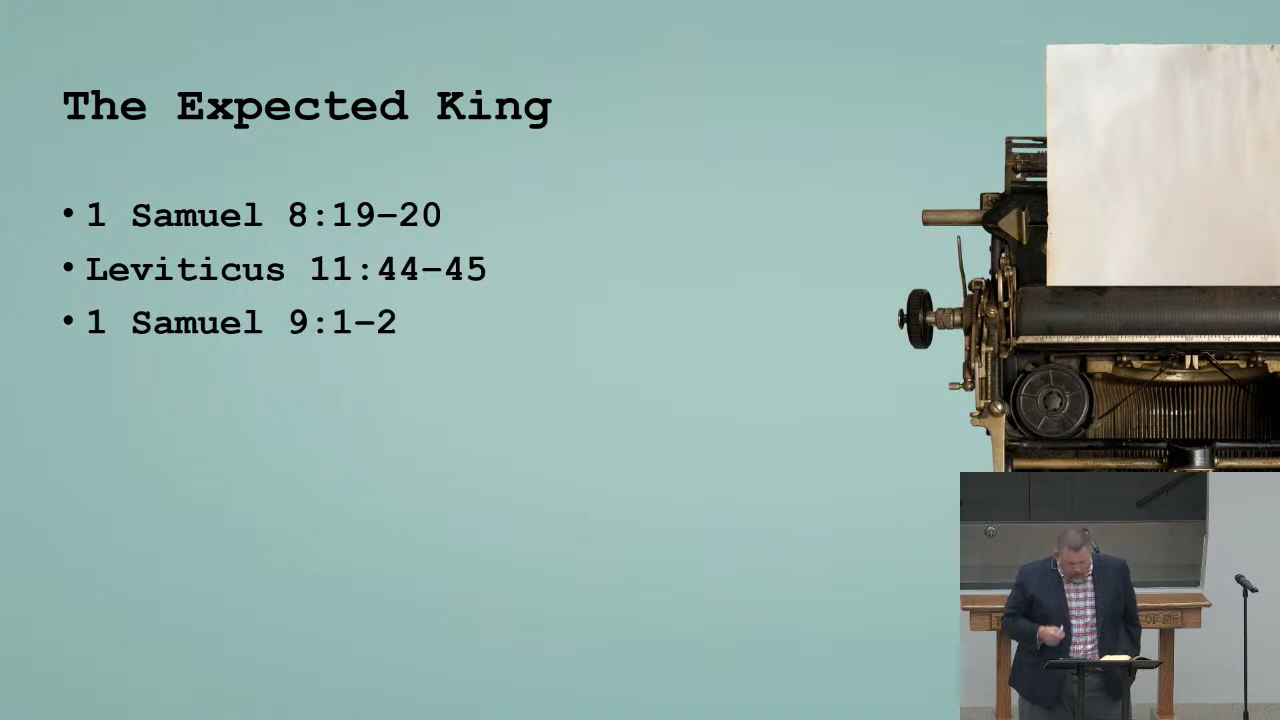 The Expected King
• 1 Samuel 8:19–20
• Leviticus 11:44–45
• 1 Samuel 9:1–2